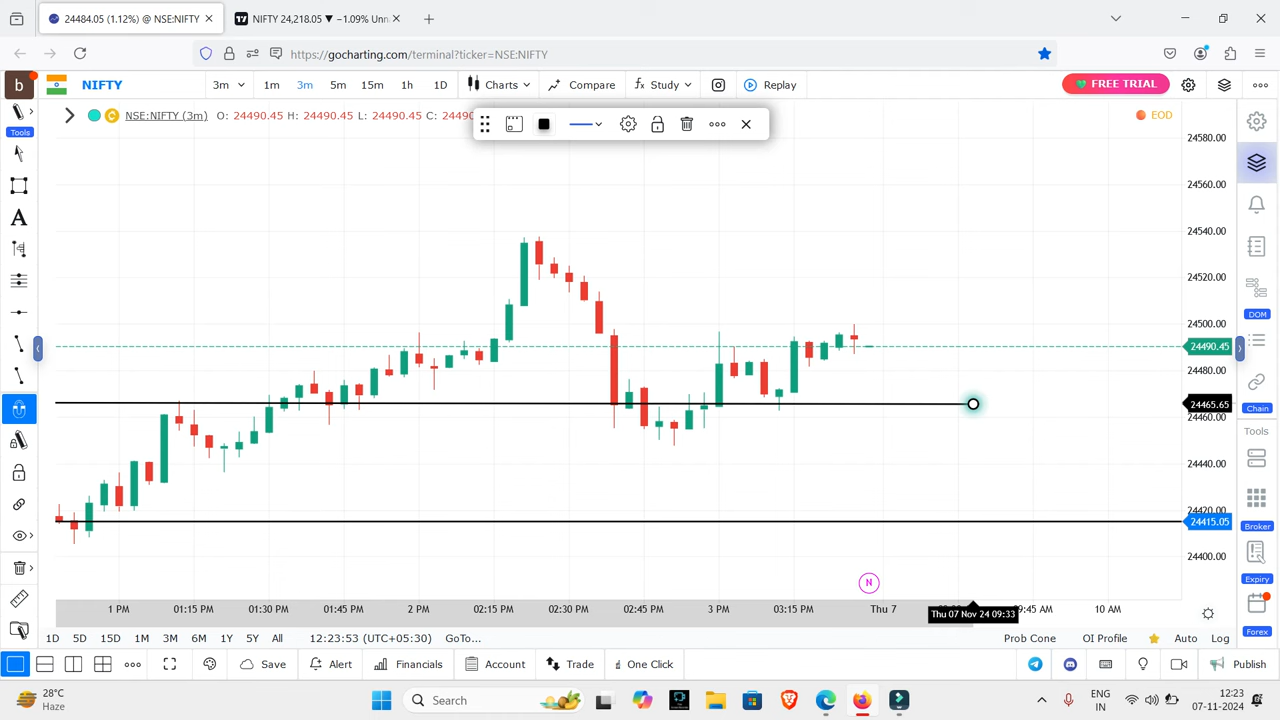 24484.05 (1.12%) @ NSE:NIFTY
NIFTY 24,218.05 ▼ −1.09% Unn
https://gocharting.com/terminal?ticker=NSE:NIFTY
b
NIFTY
3m
1m
3m
5m
1h
1D
Charts
Compare
fx Study
Replay
FREE TRIAL
NSE:NIFTY (3m)
O: 24490.45 H: 24490.45 L: 24490.45 C: 2449
EOD
Tools
A
DOM
Chain
Tools
Broker
Expiry
Forex
24580.00
24560.00
24540.00
24520.00
24500.00
24490.45
24480.00
24465.65
24460.00
24440.00
24420.00
24415.05
24400.00
N
1 PM
01:15 PM
01:30 PM
01:45 PM
2 PM
02:15 PM
02:30 PM
02:45 PM
3 PM
03:15 PM
Thu 7
Thu 07 Nov 24 09:33
:45 AM
10 AM
1D
5D
15D
1M
3M
6M
1Y
5Y
All
12:23:53 (UTC+05:30)
GoTo...
Prob Cone
OI Profile
Auto
Log
Save
Alert
Financials
Account
Trade
One Click
Publish
28°C
Haze
Search
ENG
IN
12:23
07-11-2024